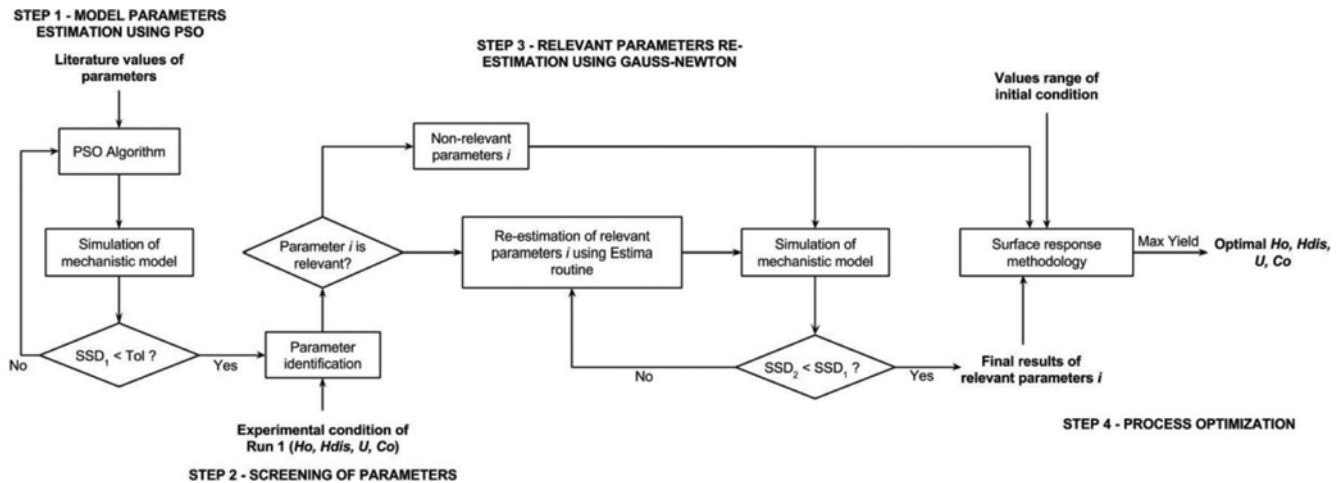 STEP 1 - MODEL PARAMETERS
ESTIMATION USING PSO
Literature values of
parameters
PSO Algorithm
Simulation of
mechanistic model
SSD₁ < Tol ?
No
Yes
Parameter
identification
Experimental condition of
Run 1 (Ho, Hdis, U, Co)
STEP 2 - SCREENING OF PARAMETERS
Parameter i is
relevant?
STEP 3 - RELEVANT PARAMETERS RE-
ESTIMATION USING GAUSS-NEWTON
Non-relevant
parameters i
Re-estimation of relevant
parameters i using Estima
routine
Simulation of
mechanistic model
SSD₂ < SSD₁ ?
No
Yes
Final results of
relevant parameters i
Values range of
initial condition
Surface response
methodology
Max Yield
Optimal Ho, Hdis,
U, Co
STEP 4 - PROCESS OPTIMIZATION